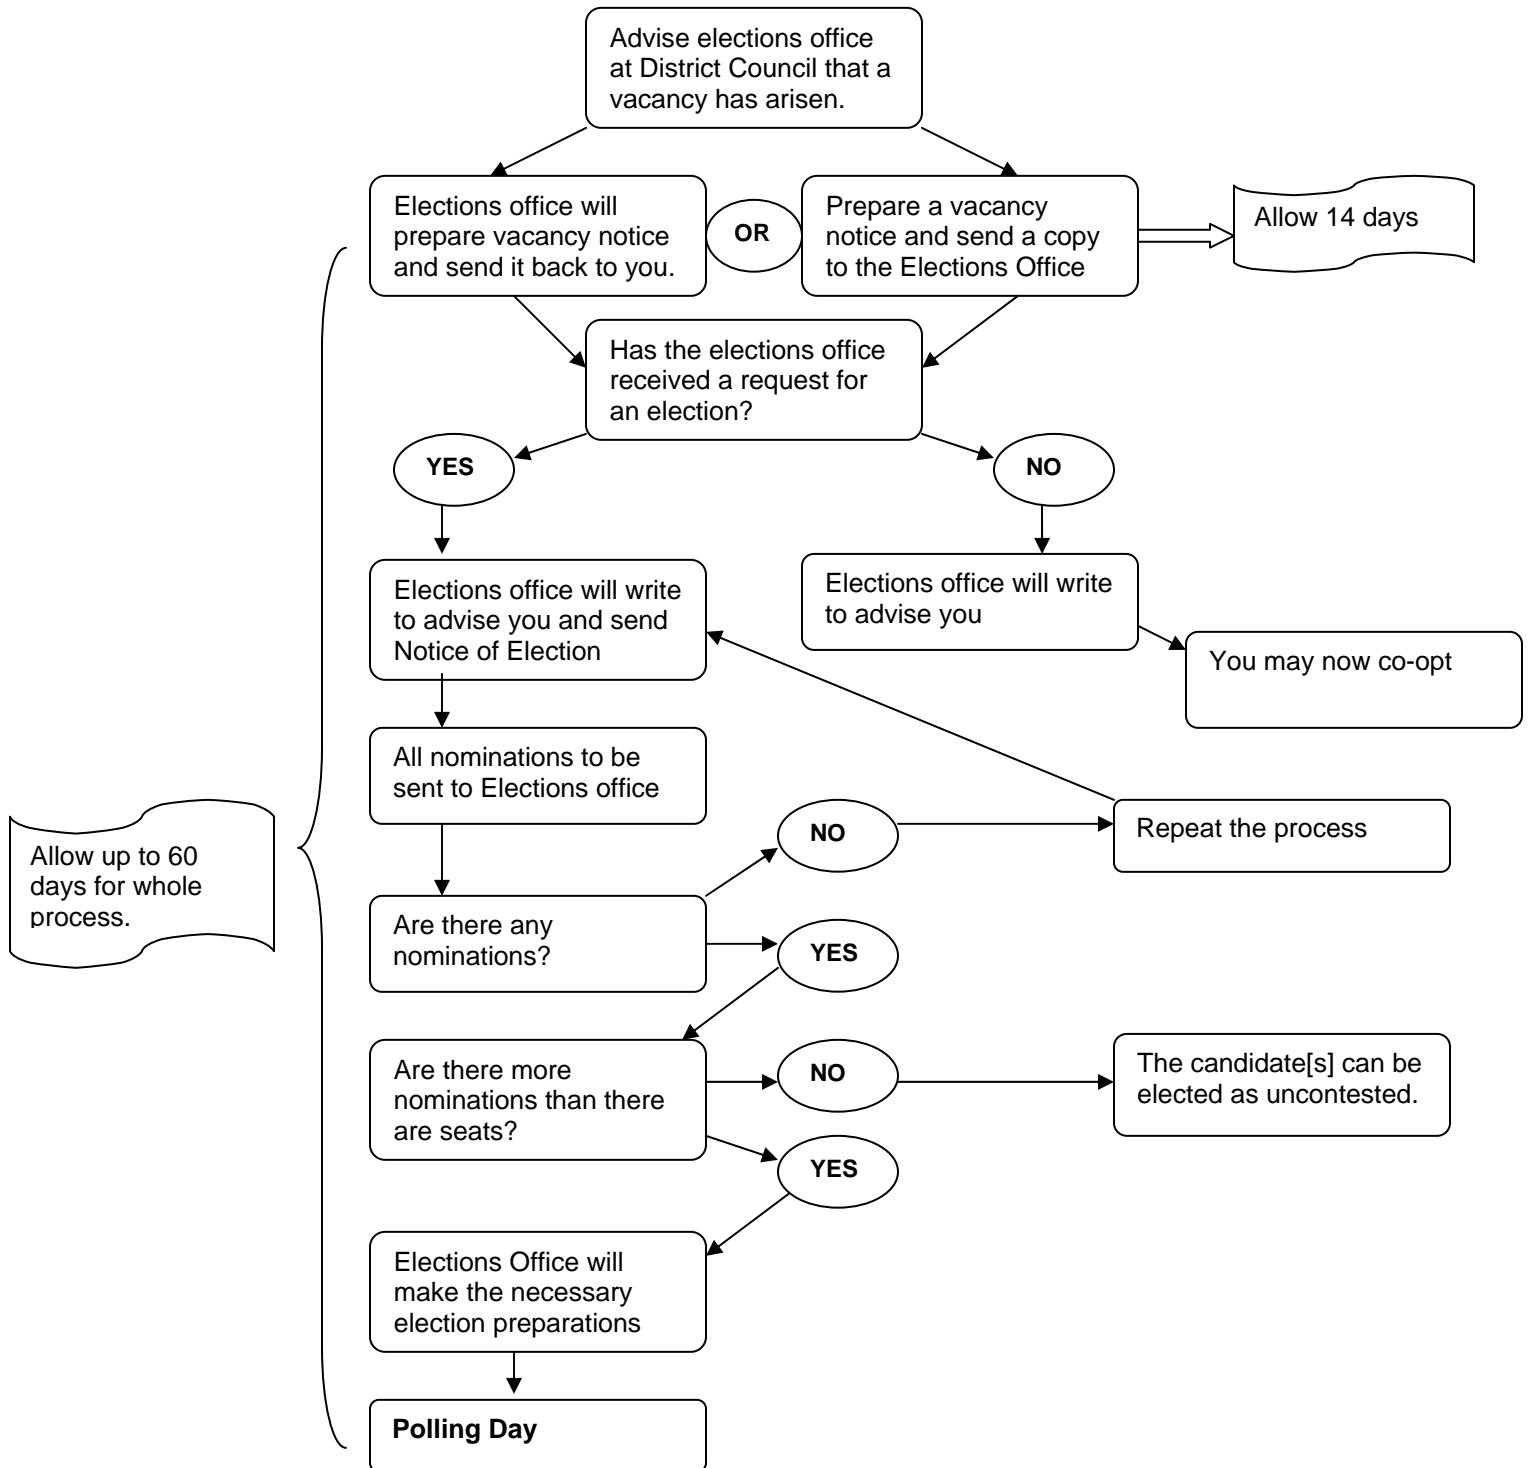 Advise elections office
at District Council that a
vacancy has arisen.
Elections office will
prepare vacancy notice
and send it back to you.
OR
Prepare a vacancy
notice and send a copy
to the Elections Office
Allow 14 days
Has the elections office
received a request for
an election?
YES
NO
Elections office will write
to advise you and send
Notice of Election
Elections office will write
to advise you
You may now co-opt
All nominations to be
sent to Elections office
NO
Repeat the process
Allow up to 60
days for whole
process.
Are there any
nominations?
YES
Are there more
nominations than there
are seats?
NO
The candidate[s] can be
elected as uncontested.
YES
Elections Office will
make the necessary
election preparations
Polling Day